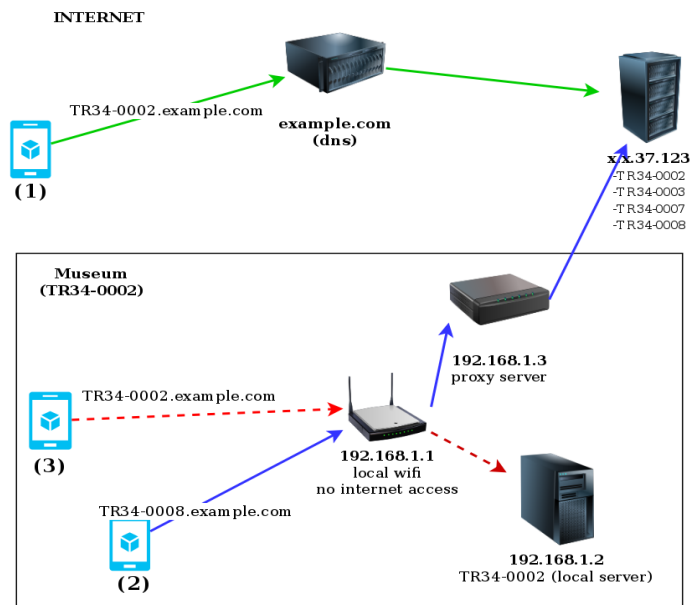 INTERNET
TR34-0002.example.com
example.com
(dns)
(1)
x.x.37.123
-TR34-0002
-TR34-0003
-TR34-0007
-TR34-0008
Museum
(TR34-0002)
192.168.1.3
proxy server
TR34-0002.example.com
(3)
192.168.1.1
local wifi
no internet access
TR34-0008.example.com
(2)
192.168.1.2
TR34-0002 (local server)